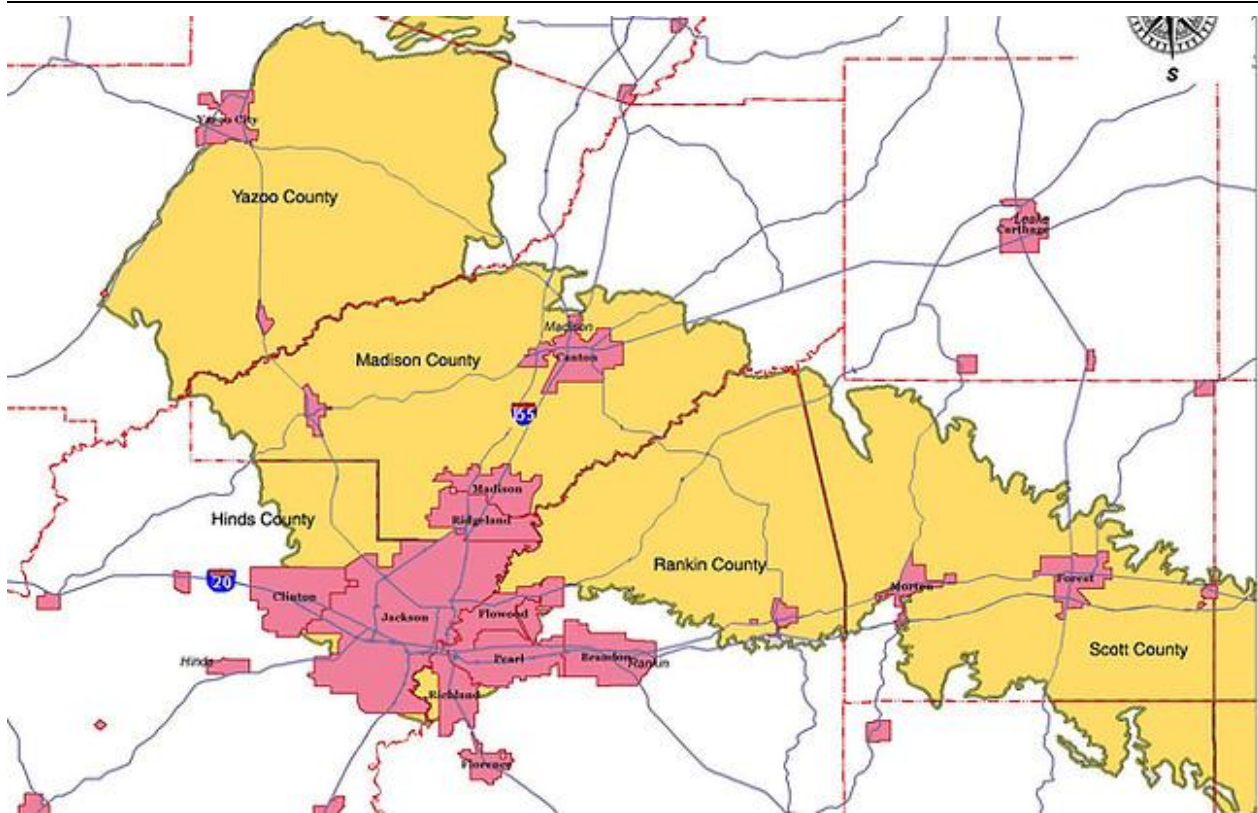 S
Yazoo City
Yazoo County
Leake
Carthage
Madison
Madison County
Canton
55
Madison
Ridgeland
Hinds County
Rankin County
20
Clinton
Jackson
Flowood
Morton
Forest
Hinds
Pearl
Brandon
Rankin
Scott County
Richland
Florence